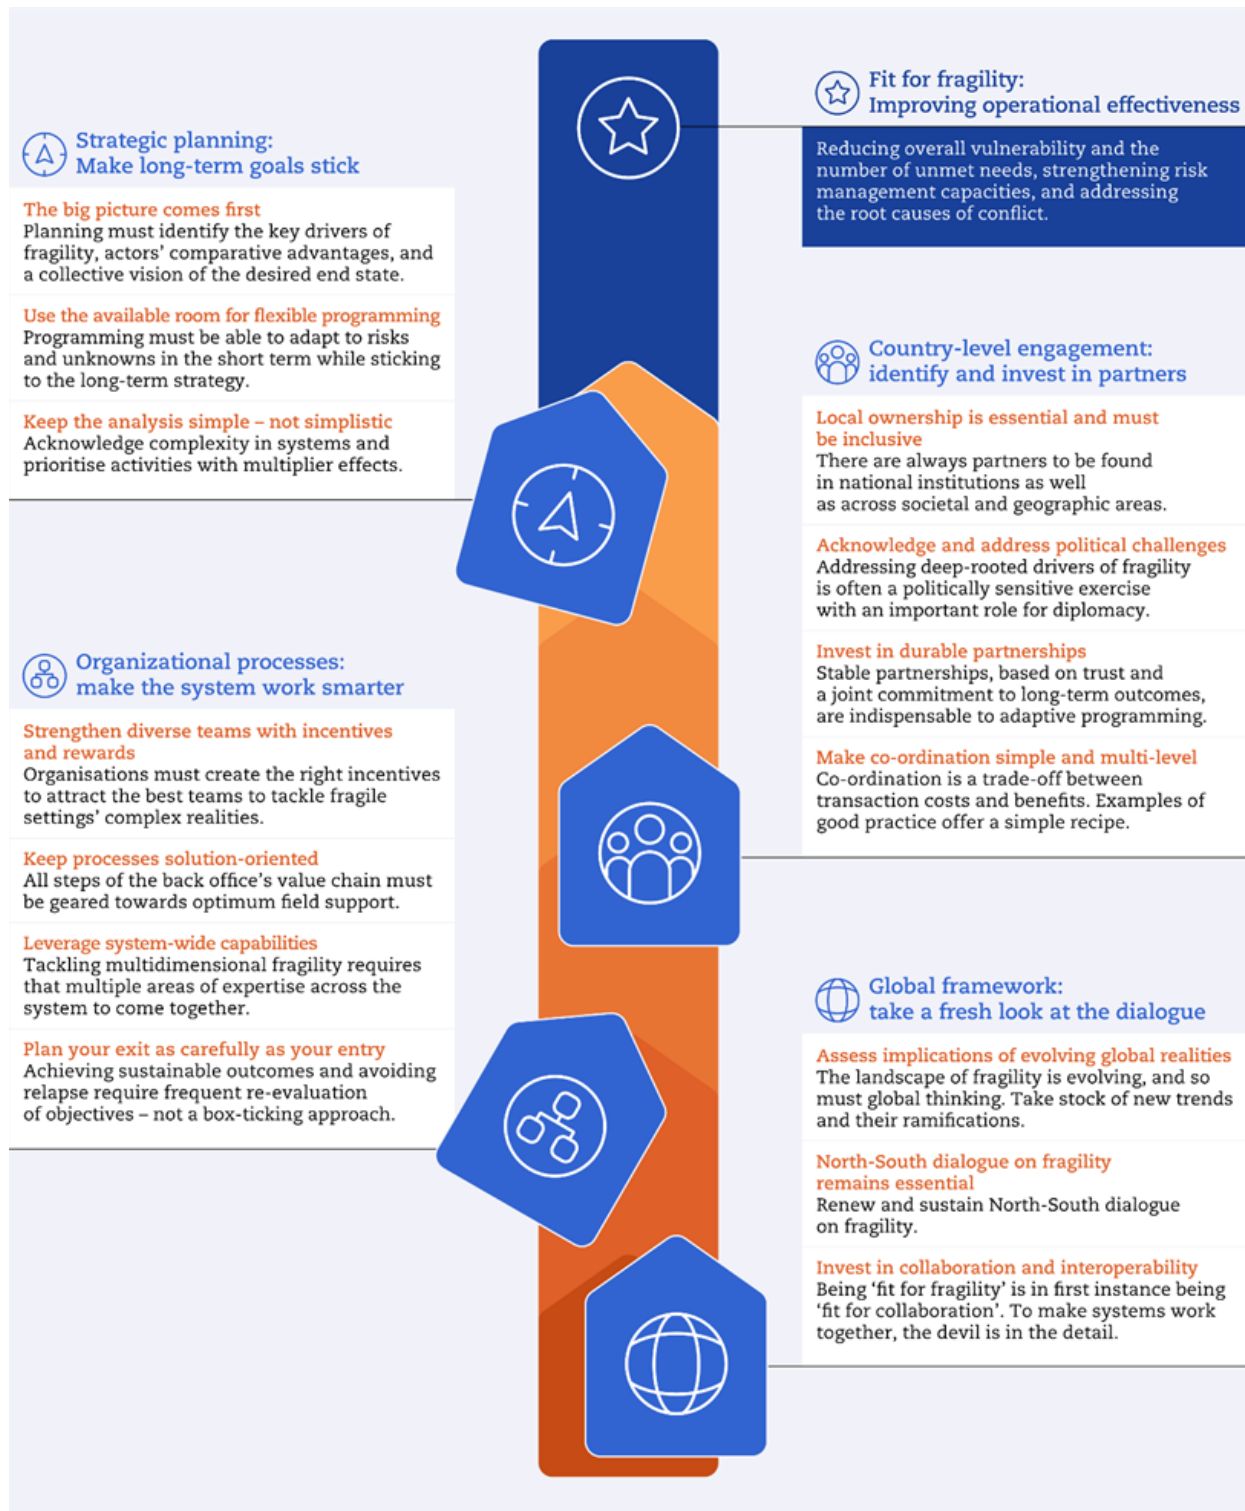 Fit for fragility:
Improving operational effectiveness
Reducing overall vulnerability and the
number of unmet needs, strengthening risk
management capacities, and addressing
the root causes of conflict.
Strategic planning:
Make long-term goals stick
The big picture comes first
Planning must identify the key drivers of
fragility, actors’ comparative advantages, and
a collective vision of the desired end state.
Use the available room for flexible programming
Programming must be able to adapt to risks
and unknowns in the short term while sticking
to the long-term strategy.
Keep the analysis simple – not simplistic
Acknowledge complexity in systems and
prioritise activities with multiplier effects.
Country-level engagement:
identify and invest in partners
Local ownership is essential and must
be inclusive
There are always partners to be found
in national institutions as well
as across societal and geographic areas.
Acknowledge and address political challenges
Addressing deep-rooted drivers of fragility
is often a politically sensitive exercise
with an important role for diplomacy.
Invest in durable partnerships
Stable partnerships, based on trust and
a joint commitment to long-term outcomes,
are indispensable to adaptive programming.
Make co-ordination simple and multi-level
Co-ordination is a trade-off between
transaction costs and benefits. Examples of
good practice offer a simple recipe.
Organizational processes:
make the system work smarter
Strengthen diverse teams with incentives
and rewards
Organisations must create the right incentives
to attract the best teams to tackle fragile
settings’ complex realities.
Keep processes solution-oriented
All steps of the back office’s value chain must
be geared towards optimum field support.
Leverage system-wide capabilities
Tackling multidimensional fragility requires
that multiple areas of expertise across the
system to come together.
Plan your exit as carefully as your entry
Achieving sustainable outcomes and avoiding
relapse require frequent re-evaluation
of objectives – not a box-ticking approach.
Global framework:
take a fresh look at the dialogue
Assess implications of evolving global realities
The landscape of fragility is evolving, and so
must global thinking. Take stock of new trends
and their ramifications.
North-South dialogue on fragility
remains essential
Renew and sustain North-South dialogue
on fragility.
Invest in collaboration and interoperability
Being ‘fit for fragility’ is in first instance being
‘fit for collaboration’. To make systems work
together, the devil is in the detail.